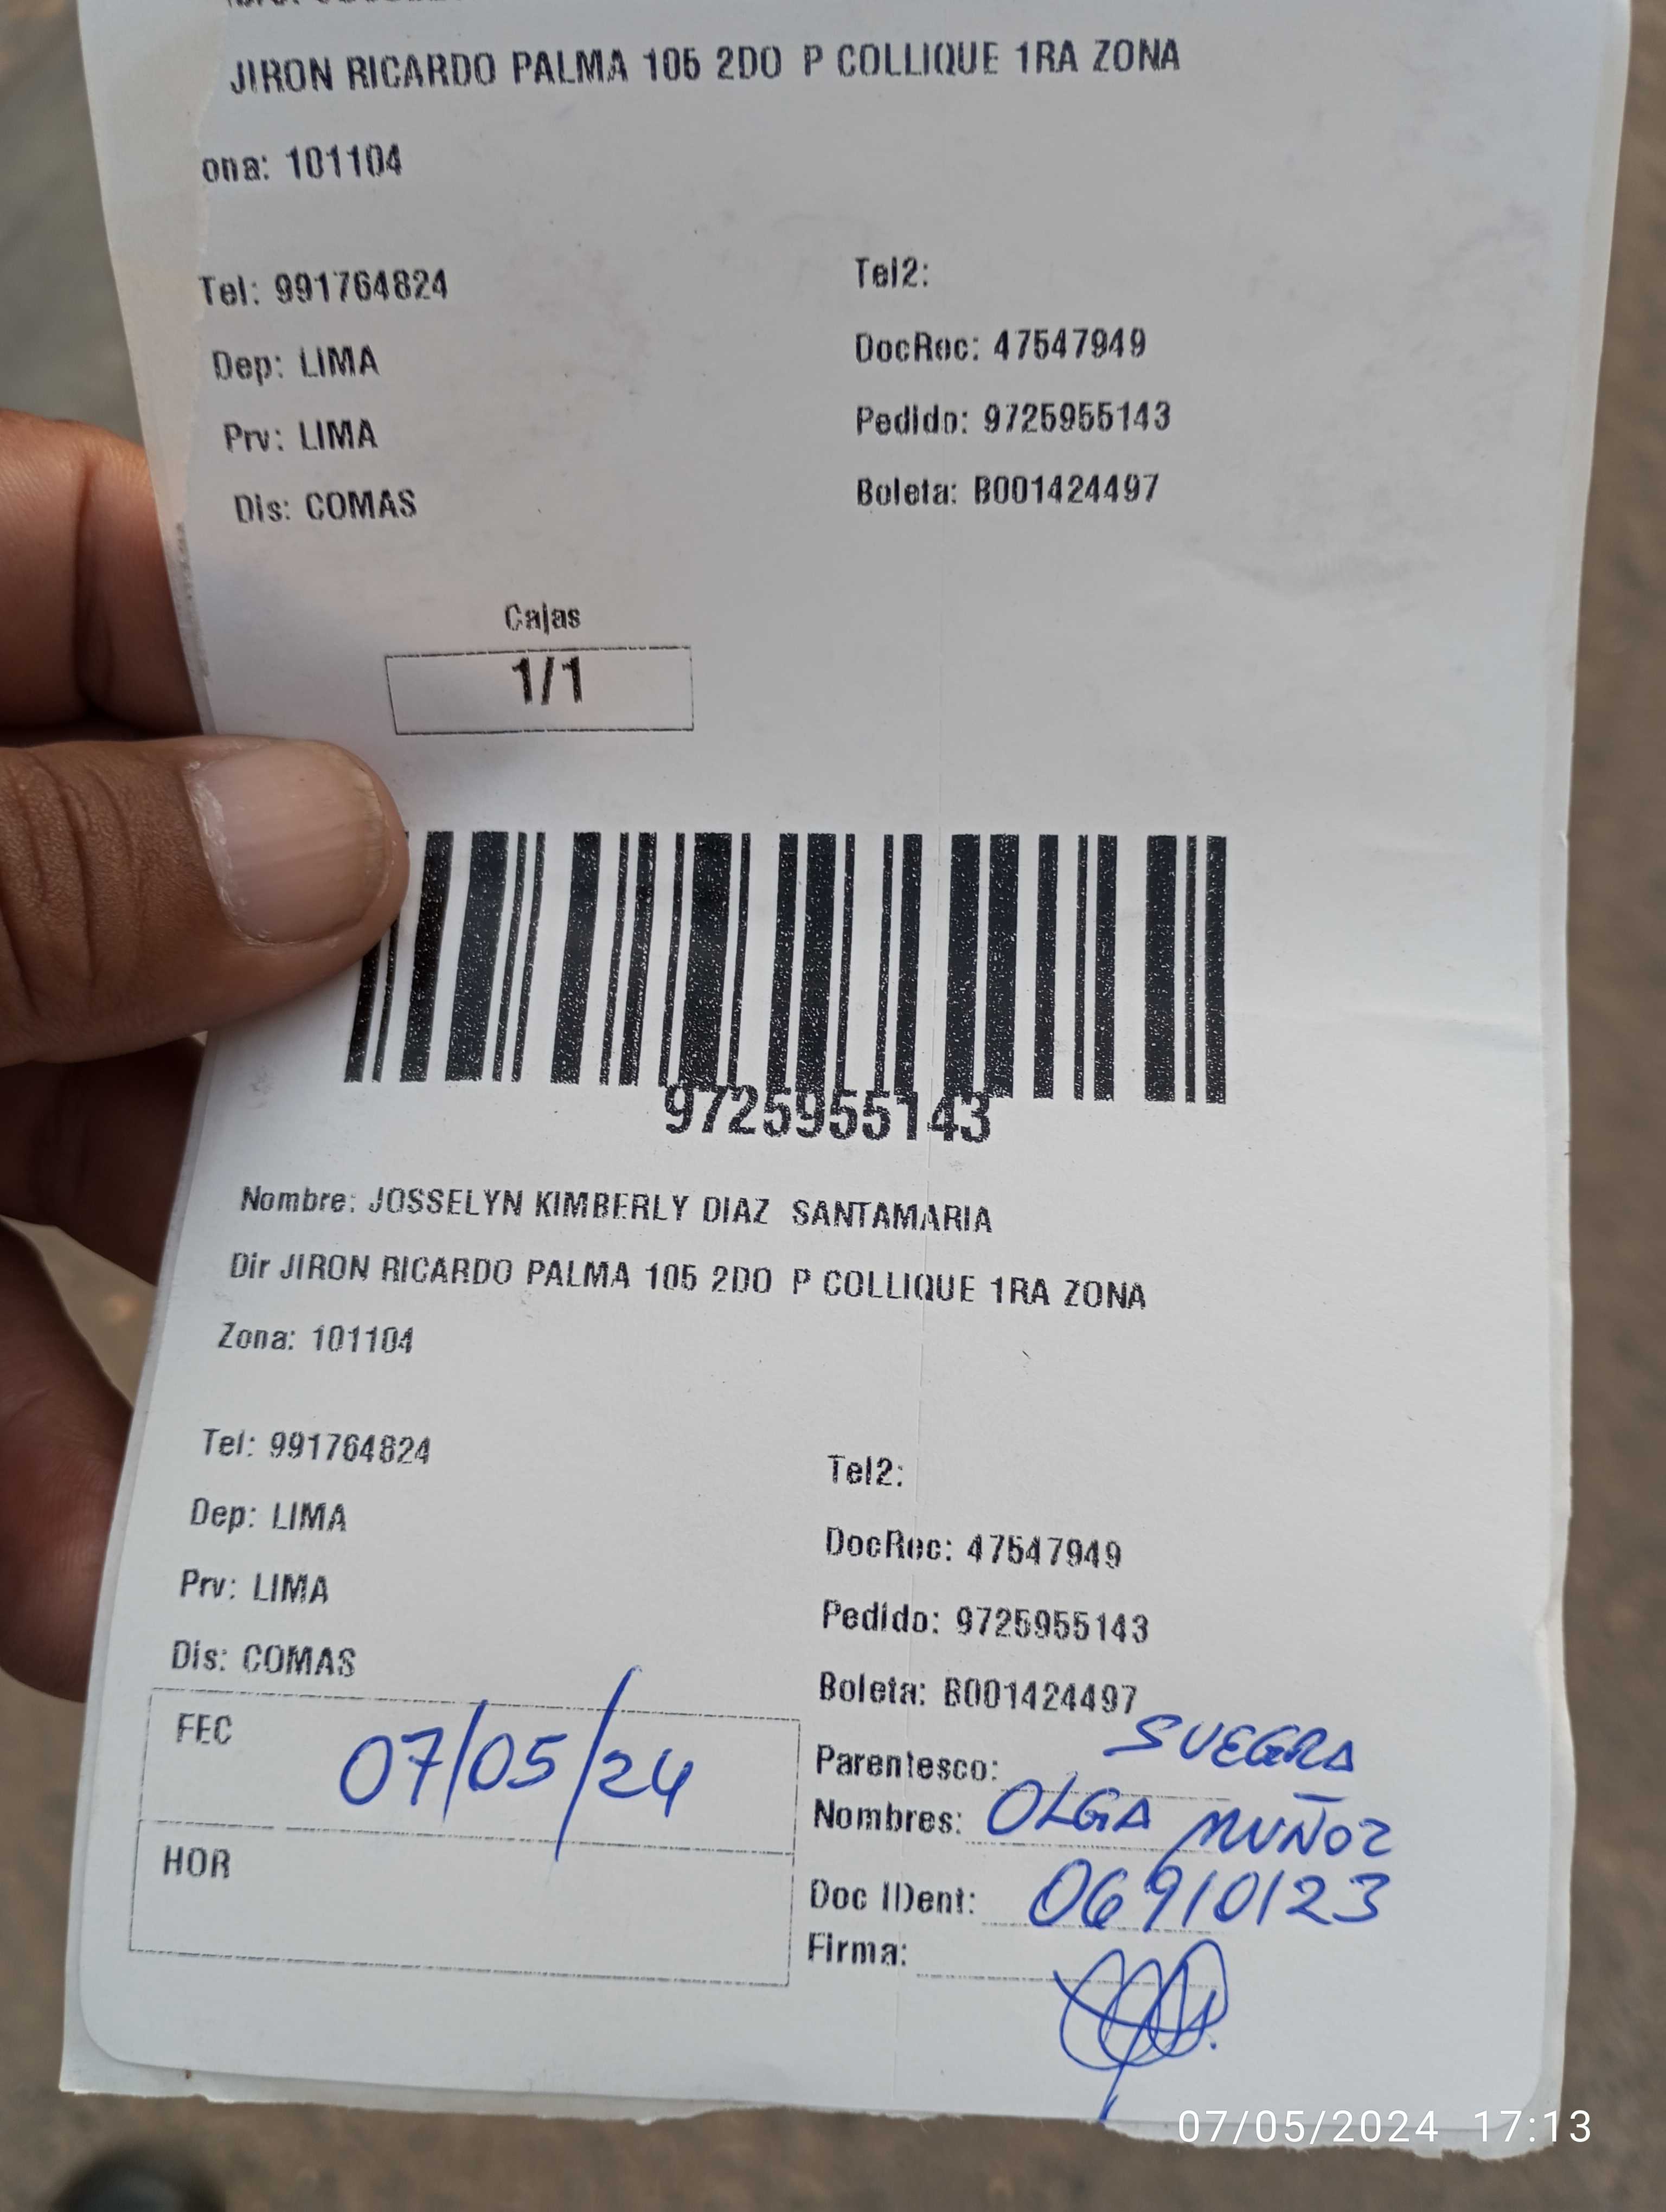 JIRON RICARDO PALMA 105 2DO P COLLIQUE 1RA ZONA
ona: 101104
Tel: 991764824
Tel2:
Dep: LIMA
DocRec: 47547949
Prv: LIMA
Pedido: 9725955143
Dis: COMAS
Boleta: B001424497
Cajas
1/1
9725955143
Nombre: JOSSELYN KIMBERLY DIAZ SANTAMARIA
Dir JIRON RICARDO PALMA 105 2DO P COLLIQUE 1RA ZONA
Zona: 101104
Tel: 991764824
Tel2:
Dep: LIMA
DocRec: 47547949
Prv: LIMA
Pedido: 9725955143
Dis: COMAS
Boleta: B001424497
FEC 07/05/24
Parentesco: SUEGRA
Nombres: OLGA MUÑOZ
HOR
Doc IDent: 06910123
Firma:
07/05/2024 17:13